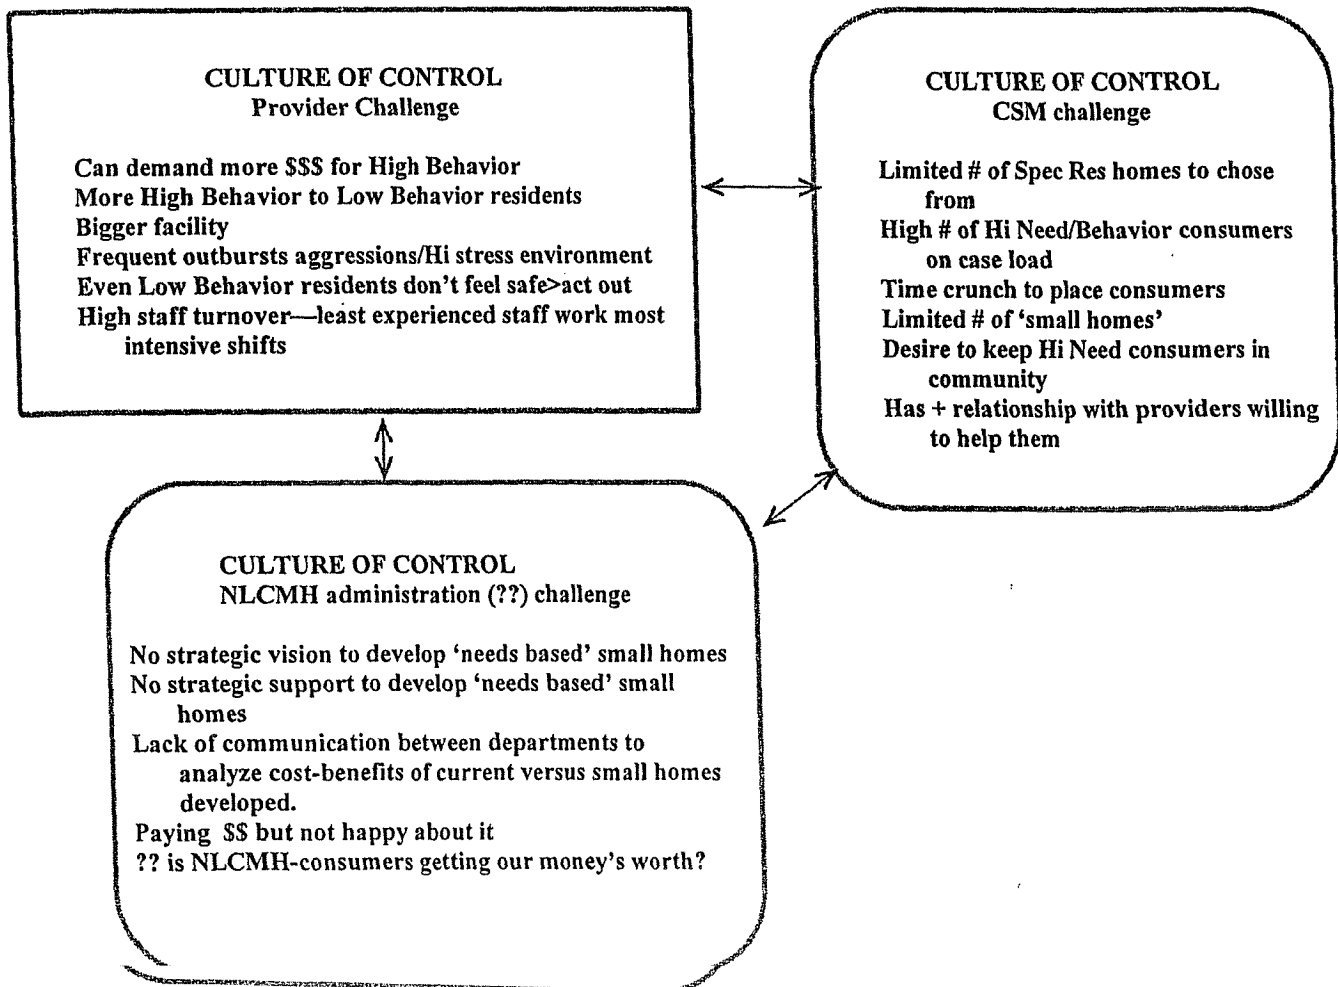 CULTURE OF CONTROL
Provider Challenge
Can demand more $$$ for High Behavior
More High Behavior to Low Behavior residents
Bigger facility
Frequent outbursts aggressions/Hi stress environment
Even Low Behavior residents don't feel safe>act out
High staff turnover—least experienced staff work most
intensive shifts
CULTURE OF CONTROL
CSM challenge
Limited # of Spec Res homes to chose
from
High # of Hi Need/Behavior consumers
on case load
Time crunch to place consumers
Limited # of 'small homes'
Desire to keep Hi Need consumers in
community
Has + relationship with providers willing
to help them
CULTURE OF CONTROL
NLCMH administration (??) challenge
No strategic vision to develop 'needs based' small homes
No strategic support to develop 'needs based' small
homes
Lack of communication between departments to
analyze cost-benefits of current versus small homes
developed.
Paying $$ but not happy about it
?? is NLCMH-consumers getting our money's worth?